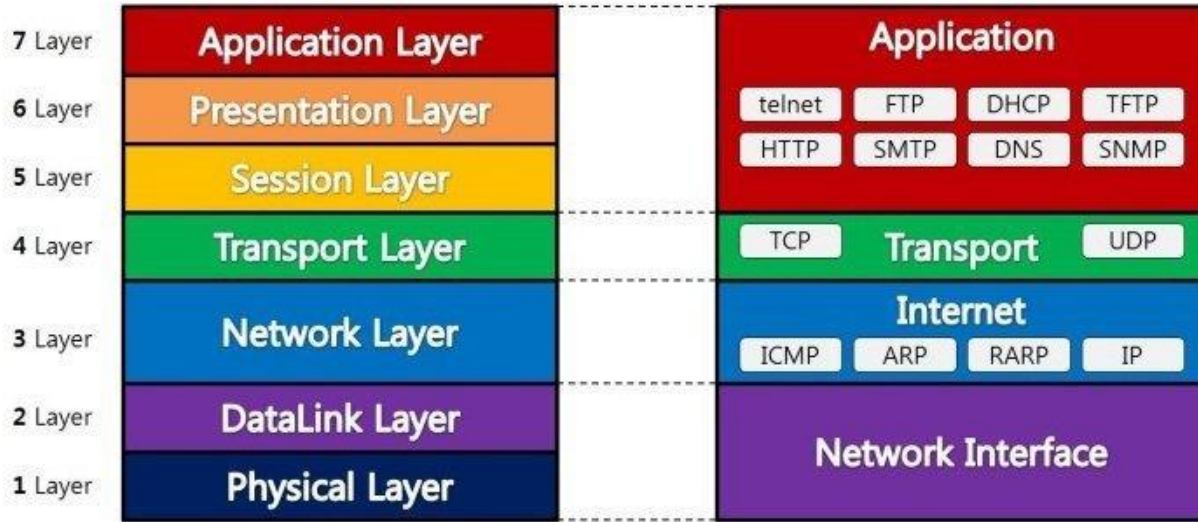 7 Layer
Application Layer
6 Layer
Presentation Layer
5 Layer
Session Layer
4 Layer
Transport Layer
3 Layer
Network Layer
2 Layer
DataLink Layer
1 Layer
Physical Layer
Application
telnet FTP DHCP TFTP
HTTP SMTP DNS SNMP
TCP Transport UDP
Internet
ICMP ARP RARP IP
Network Interface